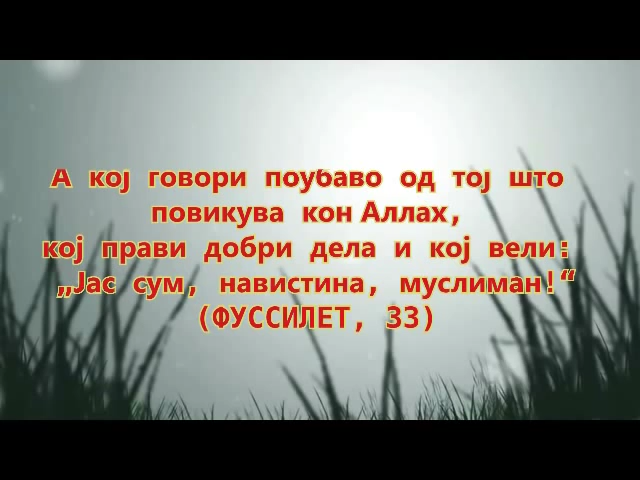 А кој говори поубаво од тој што
повикува кон Аллах,
кој прави добри дела и кој вели:
„Јас сум, навистина, муслиман!“
(ФУССИЛЕТ, 33)